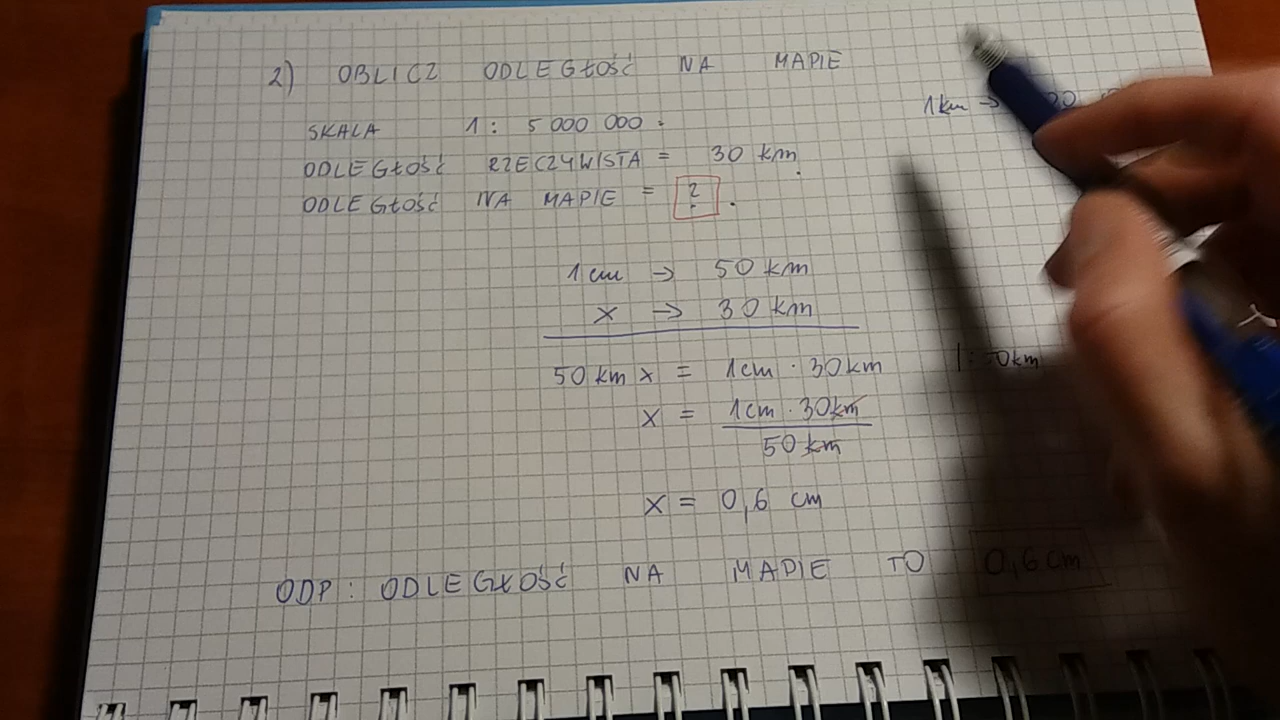 2) OBLICZ ODLEGŁOŚĆ NA MAPIE
1km →
SKALA 1 : 5 000 000
ODLEGŁOŚĆ RZECZYWISTA = 30 km
ODLEGŁOŚĆ NA MAPIE = ?
1 cm → 50 km
x → 30 km
50 km x = 1cm · 30km
x = 1cm · 30km
50 km
x = 0,6 cm
ODP : ODLEGŁOŚĆ NA MAPIE TO 0,6 cm